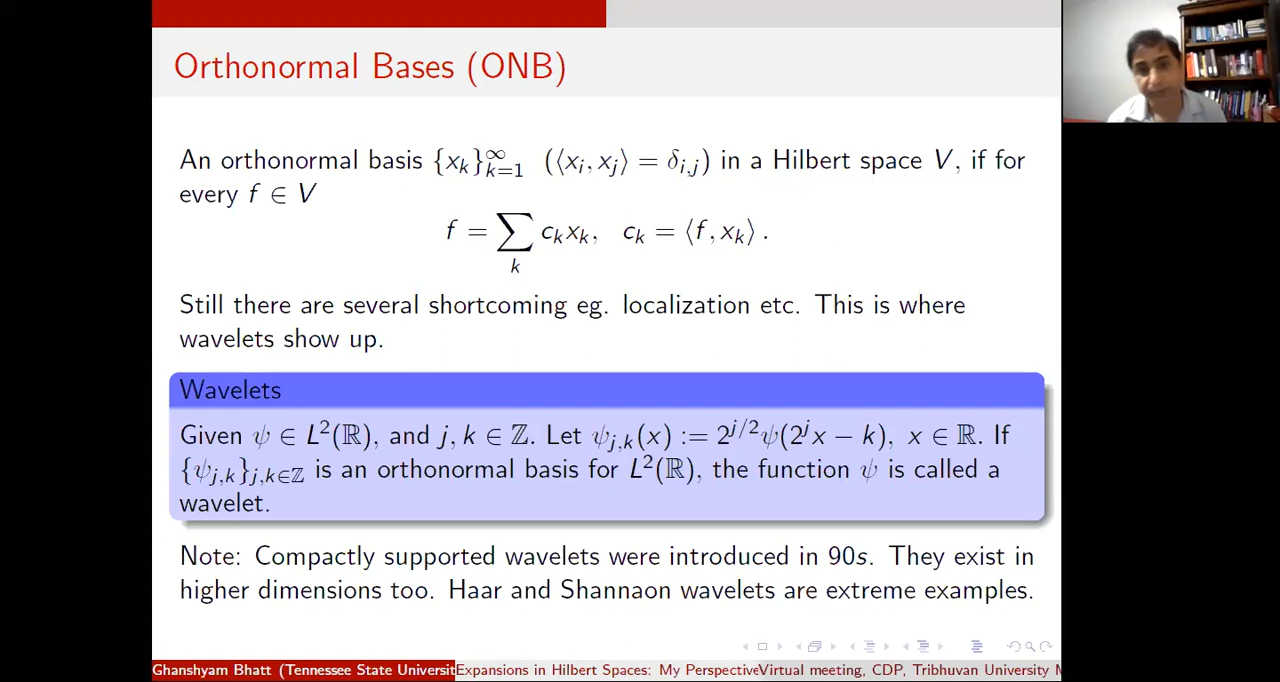 Orthonormal Bases (ONB)
An orthonormal basis {x_k}_{k=1}^∞ (⟨x_i, x_j⟩ = δ_{i,j}) in a Hilbert space V, if for
every f ∈ V
f = ∑_k c_k x_k, c_k = ⟨f, x_k⟩ .
Still there are several shortcoming eg. localization etc. This is where
wavelets show up.
Wavelets
Given ψ ∈ L²(ℝ), and j, k ∈ ℤ. Let ψ_{j,k}(x) := 2^{j/2}ψ(2^j x − k), x ∈ ℝ. If
{ψ_{j,k}}_{j,k∈ℤ} is an orthonormal basis for L²(ℝ), the function ψ is called a
wavelet.
Note: Compactly supported wavelets were introduced in 90s. They exist in
higher dimensions too. Haar and Shannaon wavelets are extreme examples.
Ghanshyam Bhatt (Tennessee State Universit Expansions in Hilbert Spaces: My Perspective Virtual meeting, CDP, Tribhuvan University